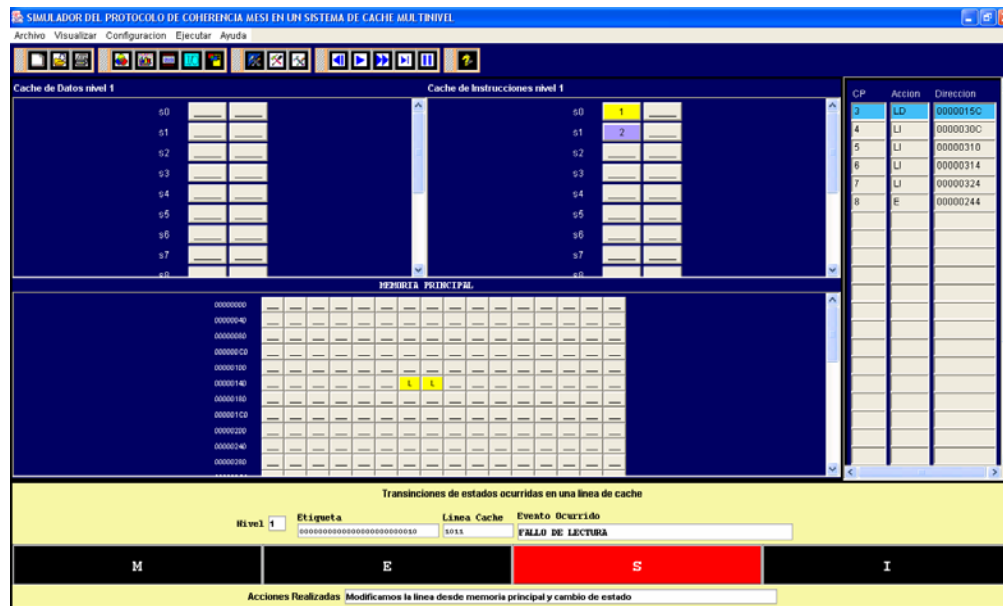 SIMULADOR DEL PROTOCOLO DE COHERENCIA MESI EN UN SISTEMA DE CACHE MULTINIVEL
Archivo Visualizar Configuracion Ejecutar Ayuda
Cache de Datos nivel 1
s0
s1
s2
s3
s4
s5
s6
s7
s8
Cache de Instrucciones nivel 1
s0 1
s1 2
s2
s3
s4
s5
s6
s7
s8
CP Accion Direccion
3 LD 0000015C
4 LI 0000030C
5 LI 00000310
6 LI 00000314
7 LI 00000324
8 E 00000244
MEMORIA PRINCIPAL
00000000
00000040
00000080
000000C0
00000100
00000140 L L
00000180
000001C0
00000200
00000240
00000280
Transinciones de estados ocurridas en una linea de cache
Nivel 1
Etiqueta
Linea Cache
1011
Evento Ocurrido
FALLO DE LECTURA
M E S I
Acciones Realizadas Modificamos la linea desde memoria principal y cambio de estado